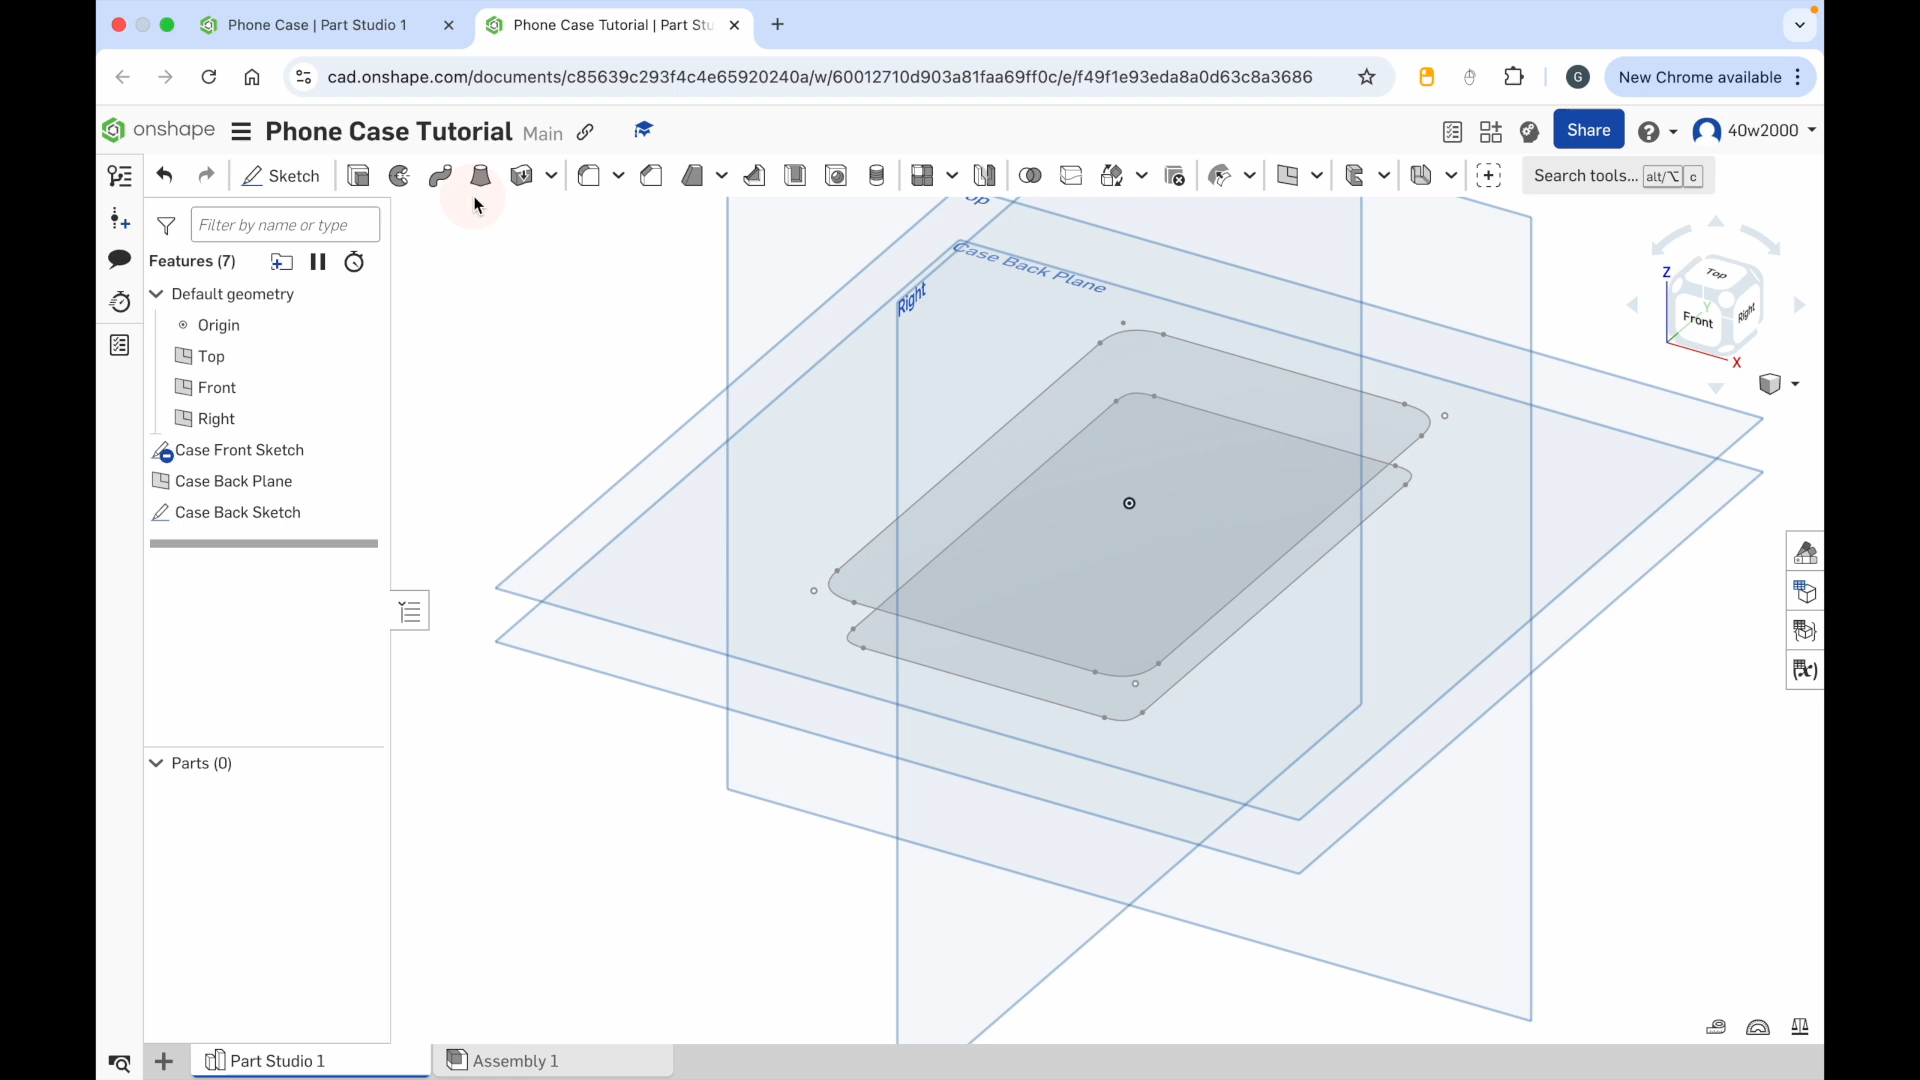 Phone Case | Part Studio 1
Phone Case Tutorial | Part Stu
cad.onshape.com/documents/c85639c293f4c4e65920240a/w/60012710d903a81faa69ff0c/e/f49f1e93eda8a0d63c8a3686
G
New Chrome available
onshape
Phone Case Tutorial
Main
Share
40w2000
Sketch
Search tools... alt/⌥ c
Filter by name or type
Features (7)
Default geometry
Origin
Top
Front
Right
Case Front Sketch
Case Back Plane
Case Back Sketch
Parts (0)
Case Back Plane
Right
Z
Top
Y
Front
Right
X
Part Studio 1
Assembly 1